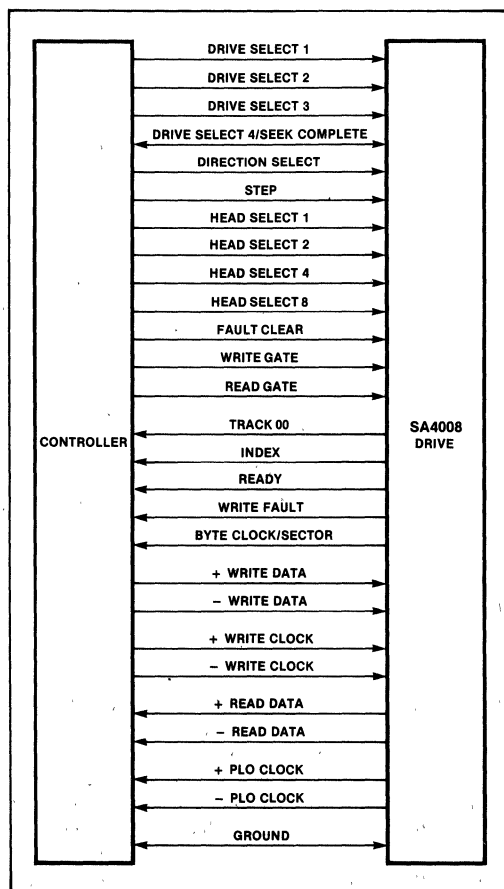 DRIVE SELECT 1
DRIVE SELECT 2
DRIVE SELECT 3
DRIVE SELECT 4/SEEK COMPLETE
DIRECTION SELECT
STEP
HEAD SELECT 1
HEAD SELECT 2
HEAD SELECT 4
HEAD SELECT 8
FAULT CLEAR
WRITE GATE
READ GATE
TRACK 00
CONTROLLER
SA4008
DRIVE
INDEX
READY
WRITE FAULT
BYTE CLOCK/SECTOR
+ WRITE DATA
– WRITE DATA
+ WRITE CLOCK
– WRITE CLOCK
+ READ DATA
– READ DATA
+ PLO CLOCK
– PLO CLOCK
GROUND